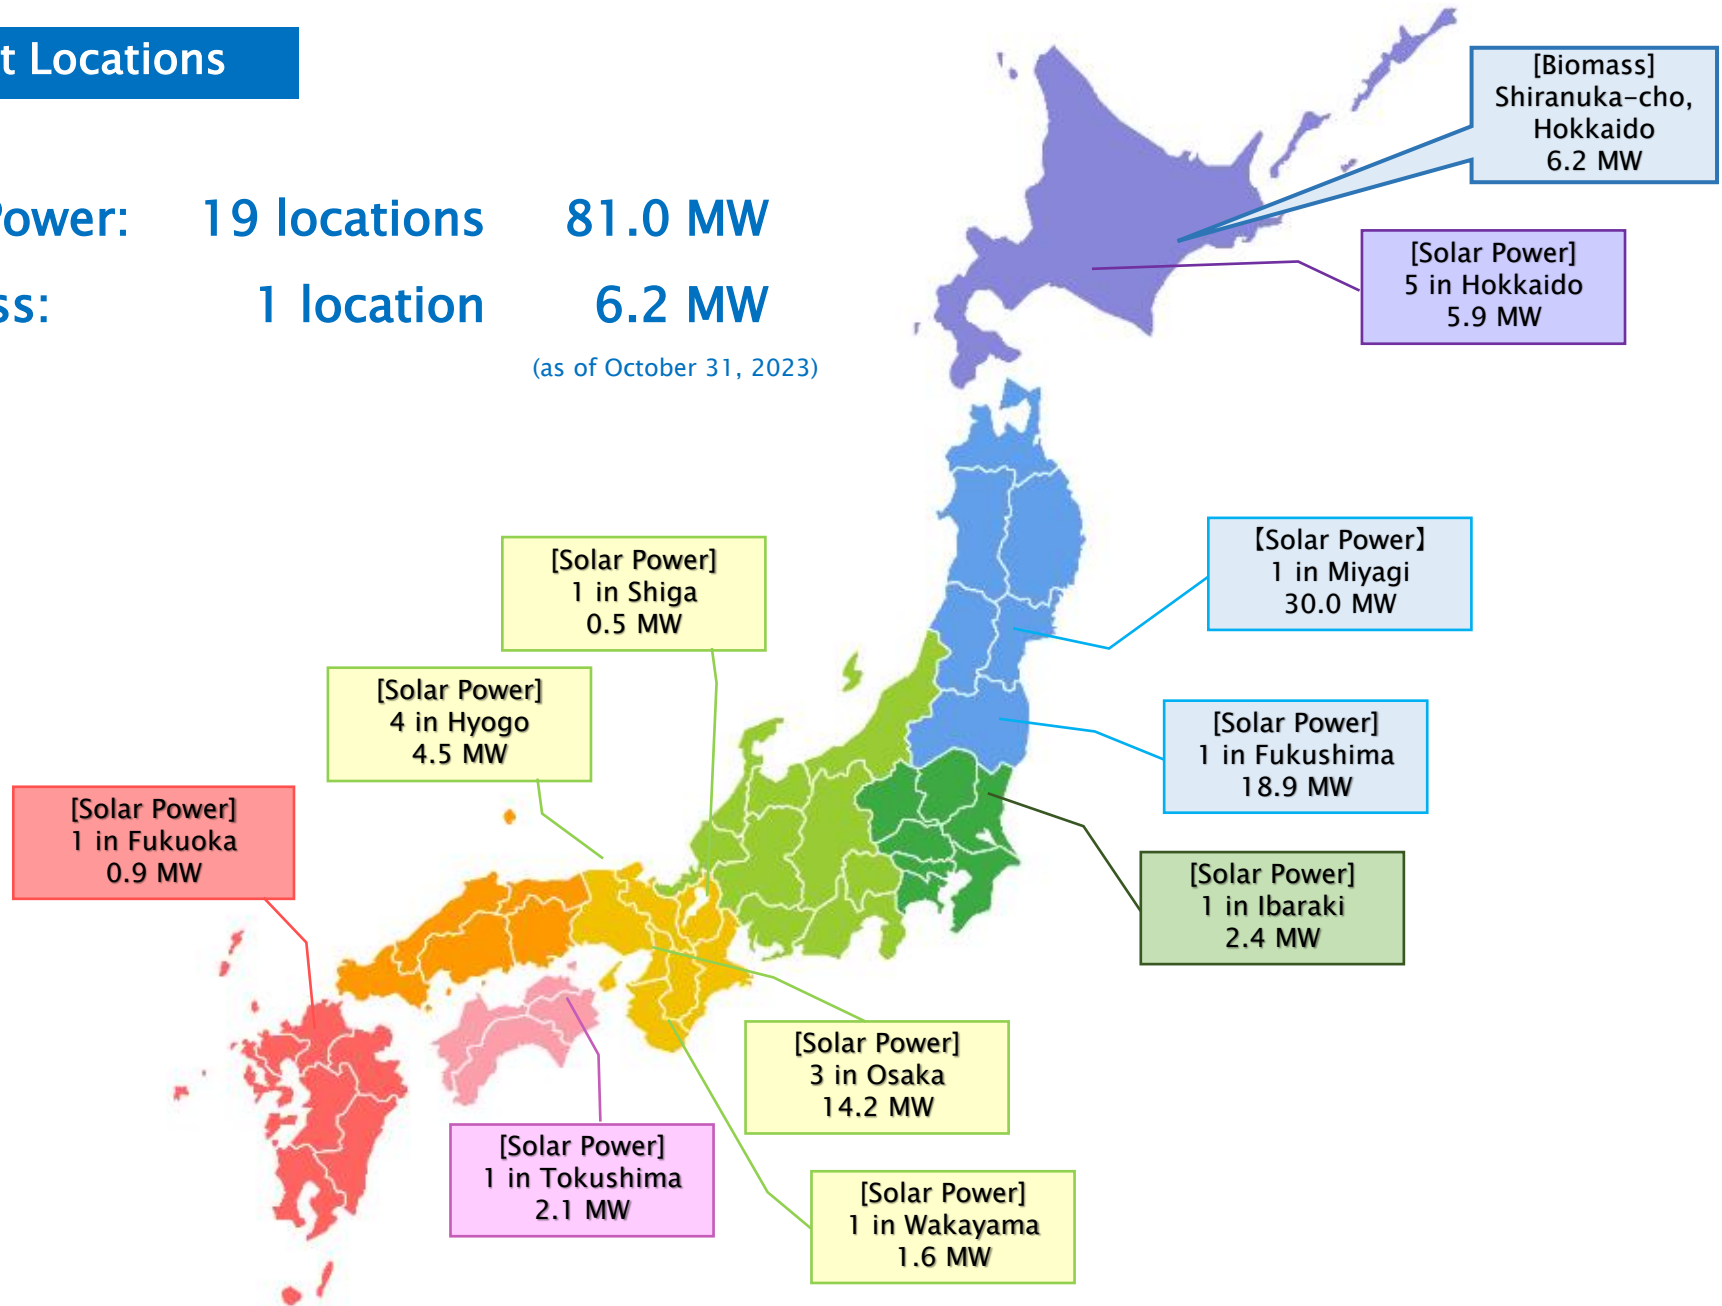 t Locations
Power: 19 locations 81.0 MW
ss: 1 location 6.2 MW
(as of October 31, 2023)
[Biomass]
Shiranuka-cho,
Hokkaido
6.2 MW
[Solar Power]
5 in Hokkaido
5.9 MW
【Solar Power】
1 in Miyagi
30.0 MW
[Solar Power]
1 in Shiga
0.5 MW
[Solar Power]
4 in Hyogo
4.5 MW
[Solar Power]
1 in Fukushima
18.9 MW
[Solar Power]
1 in Fukuoka
0.9 MW
[Solar Power]
1 in Ibaraki
2.4 MW
[Solar Power]
3 in Osaka
14.2 MW
[Solar Power]
1 in Tokushima
2.1 MW
[Solar Power]
1 in Wakayama
1.6 MW